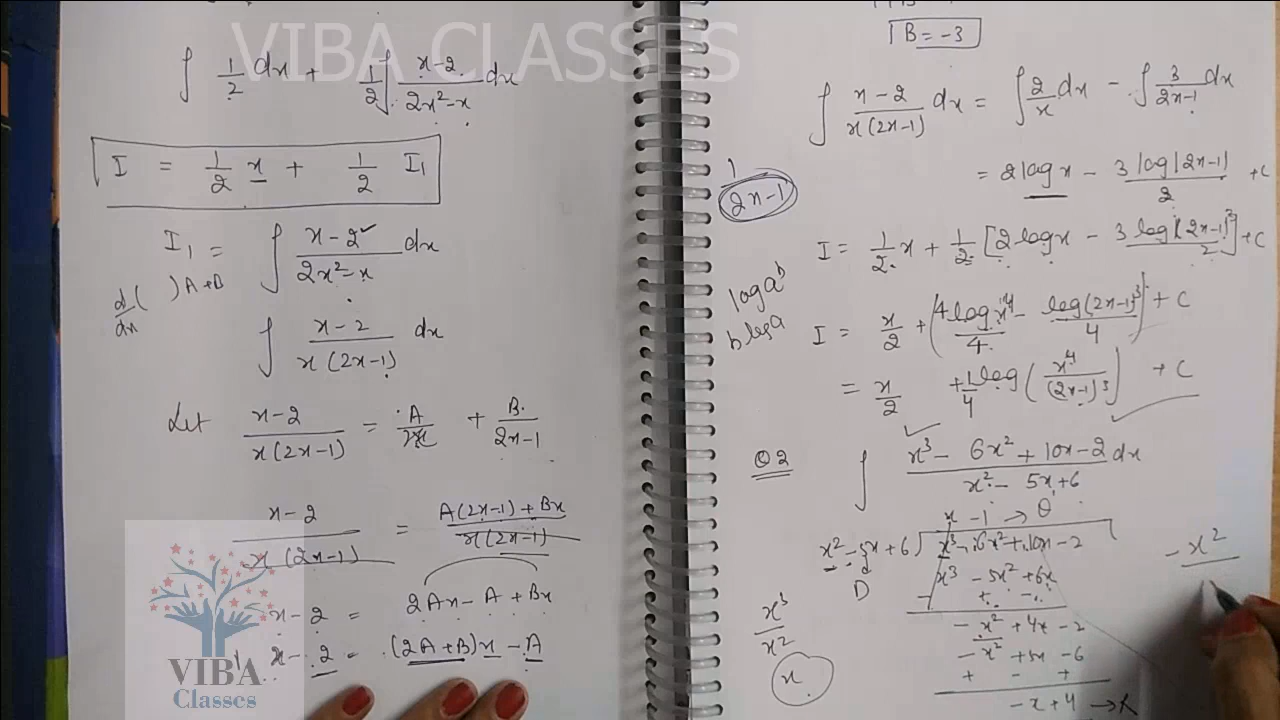 VIBA CLASSES
∫ 1/2 dx + 1/2 ∫ x-2/2x²-x dx
I = 1/2 x + 1/2 I₁
I₁ = ∫ x-2/2x²-x dx
d/dx ( )A+B
∫ x-2/x(2x-1) dx
Let x-2/x(2x-1) = A/x + B/2x-1
x-2/x(2x-1) = A(2x-1)+Bx/x(2x-1)
x-2 = 2Ax-A+Bx
1 x-2 = (2A+B)x-A
VIBA
Classes
B=-3
∫ x-2/x(2x-1) dx = ∫ 2/x dx - ∫ 3/2x-1 dx
1/2x-1
= 2 log x - 3 log|2x-1|/2 + C
I = 1/2 x + 1/2 [2 log x - 3 log|(2x-1)|/2] + C
log aᵇ
b log a
I = x/2 + (4 log x⁴/4 - log(2x-1)³/4) + C
= x/2 + 1/4 log(x⁴/(2x-1)³) + C
Q2 ∫ x³-6x²+10x-2/x²-5x+6 dx
x-1→Q
x²-5x+6)x³-6x²+10x-2
D
x³-5x²+6x
- + -
-x²+4x-2
-x²+5x-6
+ - +
-x+4→R
x³/x²
x
-x²